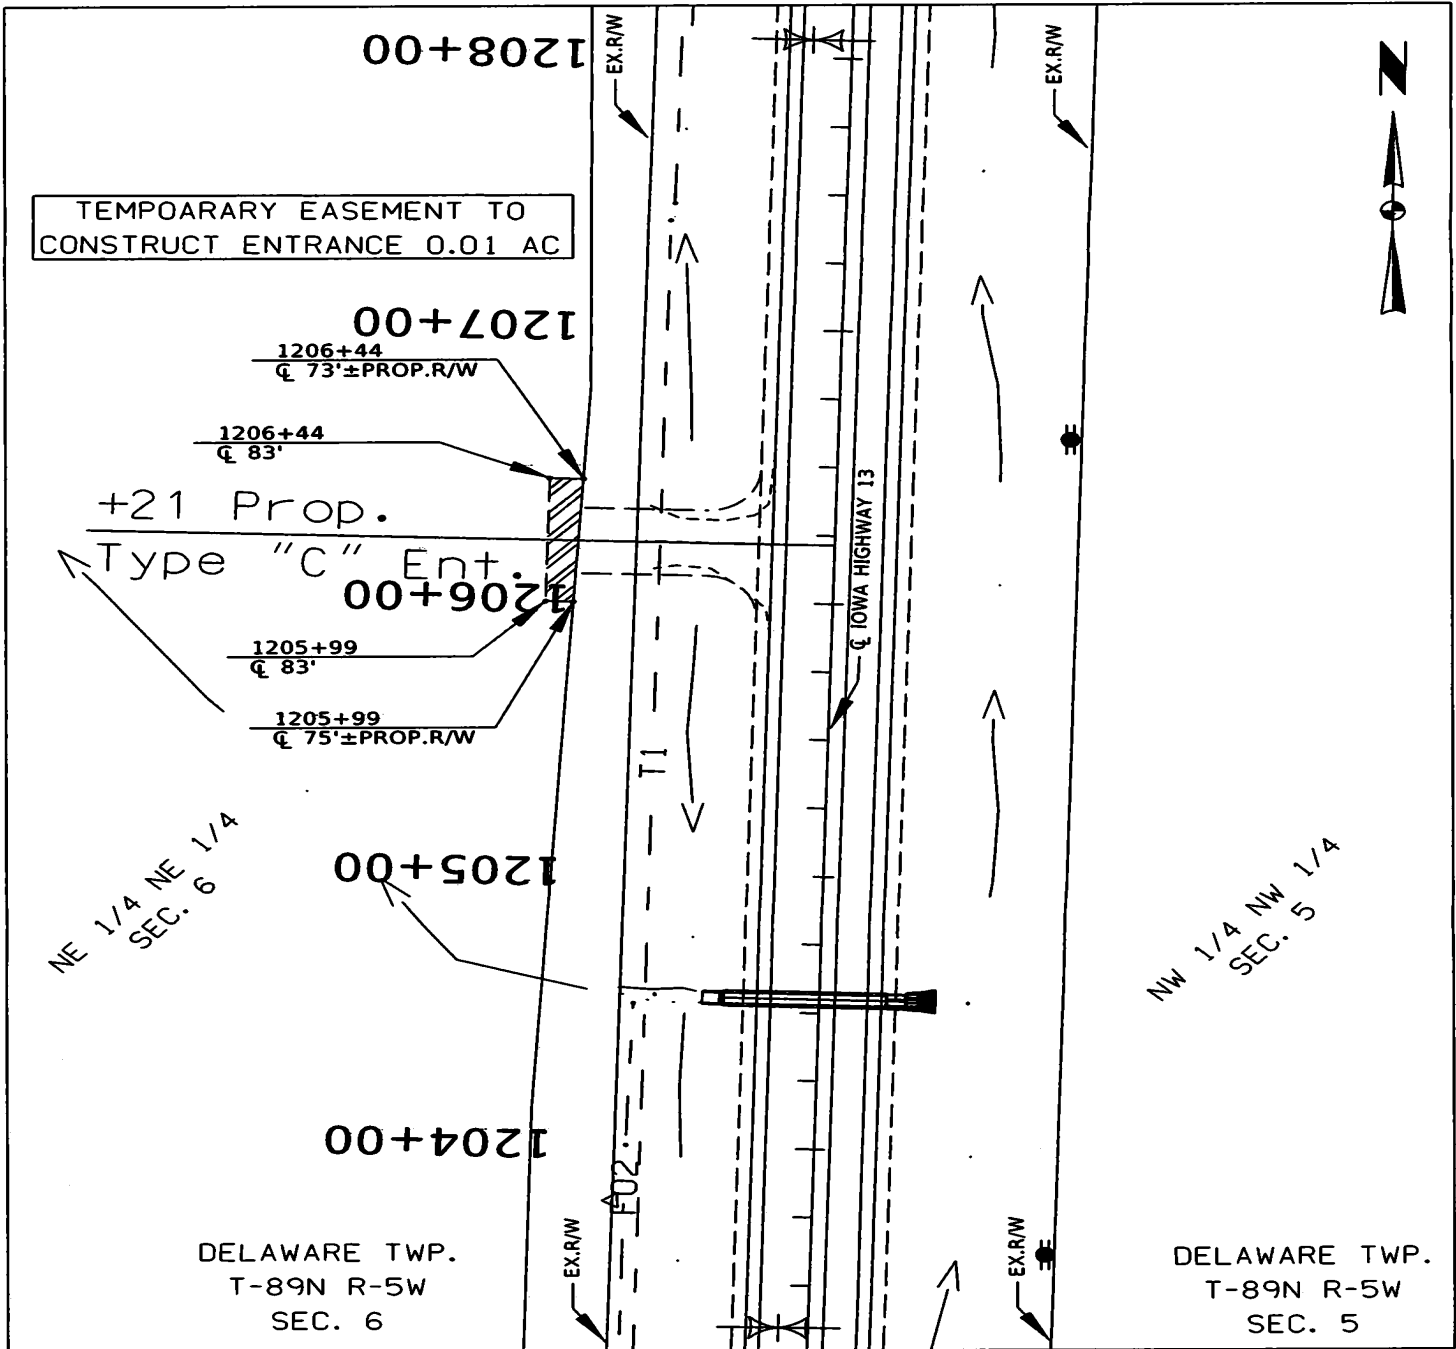 1208+00
EX.R/W
EX.R/W
N
TEMPOARARY EASEMENT TO
CONSTRUCT ENTRANCE 0.01 AC
1207+00
1206+44
℄ 73'±PROP.R/W
1206+44
℄ 83'
+21 Prop.
Type "C" Ent.
1206+00
℄ IOWA HIGHWAY 13
1205+99
℄ 83'
1205+99
℄ 75'±PROP.R/W
T1
1205+00
NE 1/4 NE 1/4
SEC. 6
NW 1/4 NW 1/4
SEC. 5
1204+00
F02
EX.R/W
EX.R/W
DELAWARE TWP.
T-89N R-5W
SEC. 6
DELAWARE TWP.
T-89N R-5W
SEC. 5